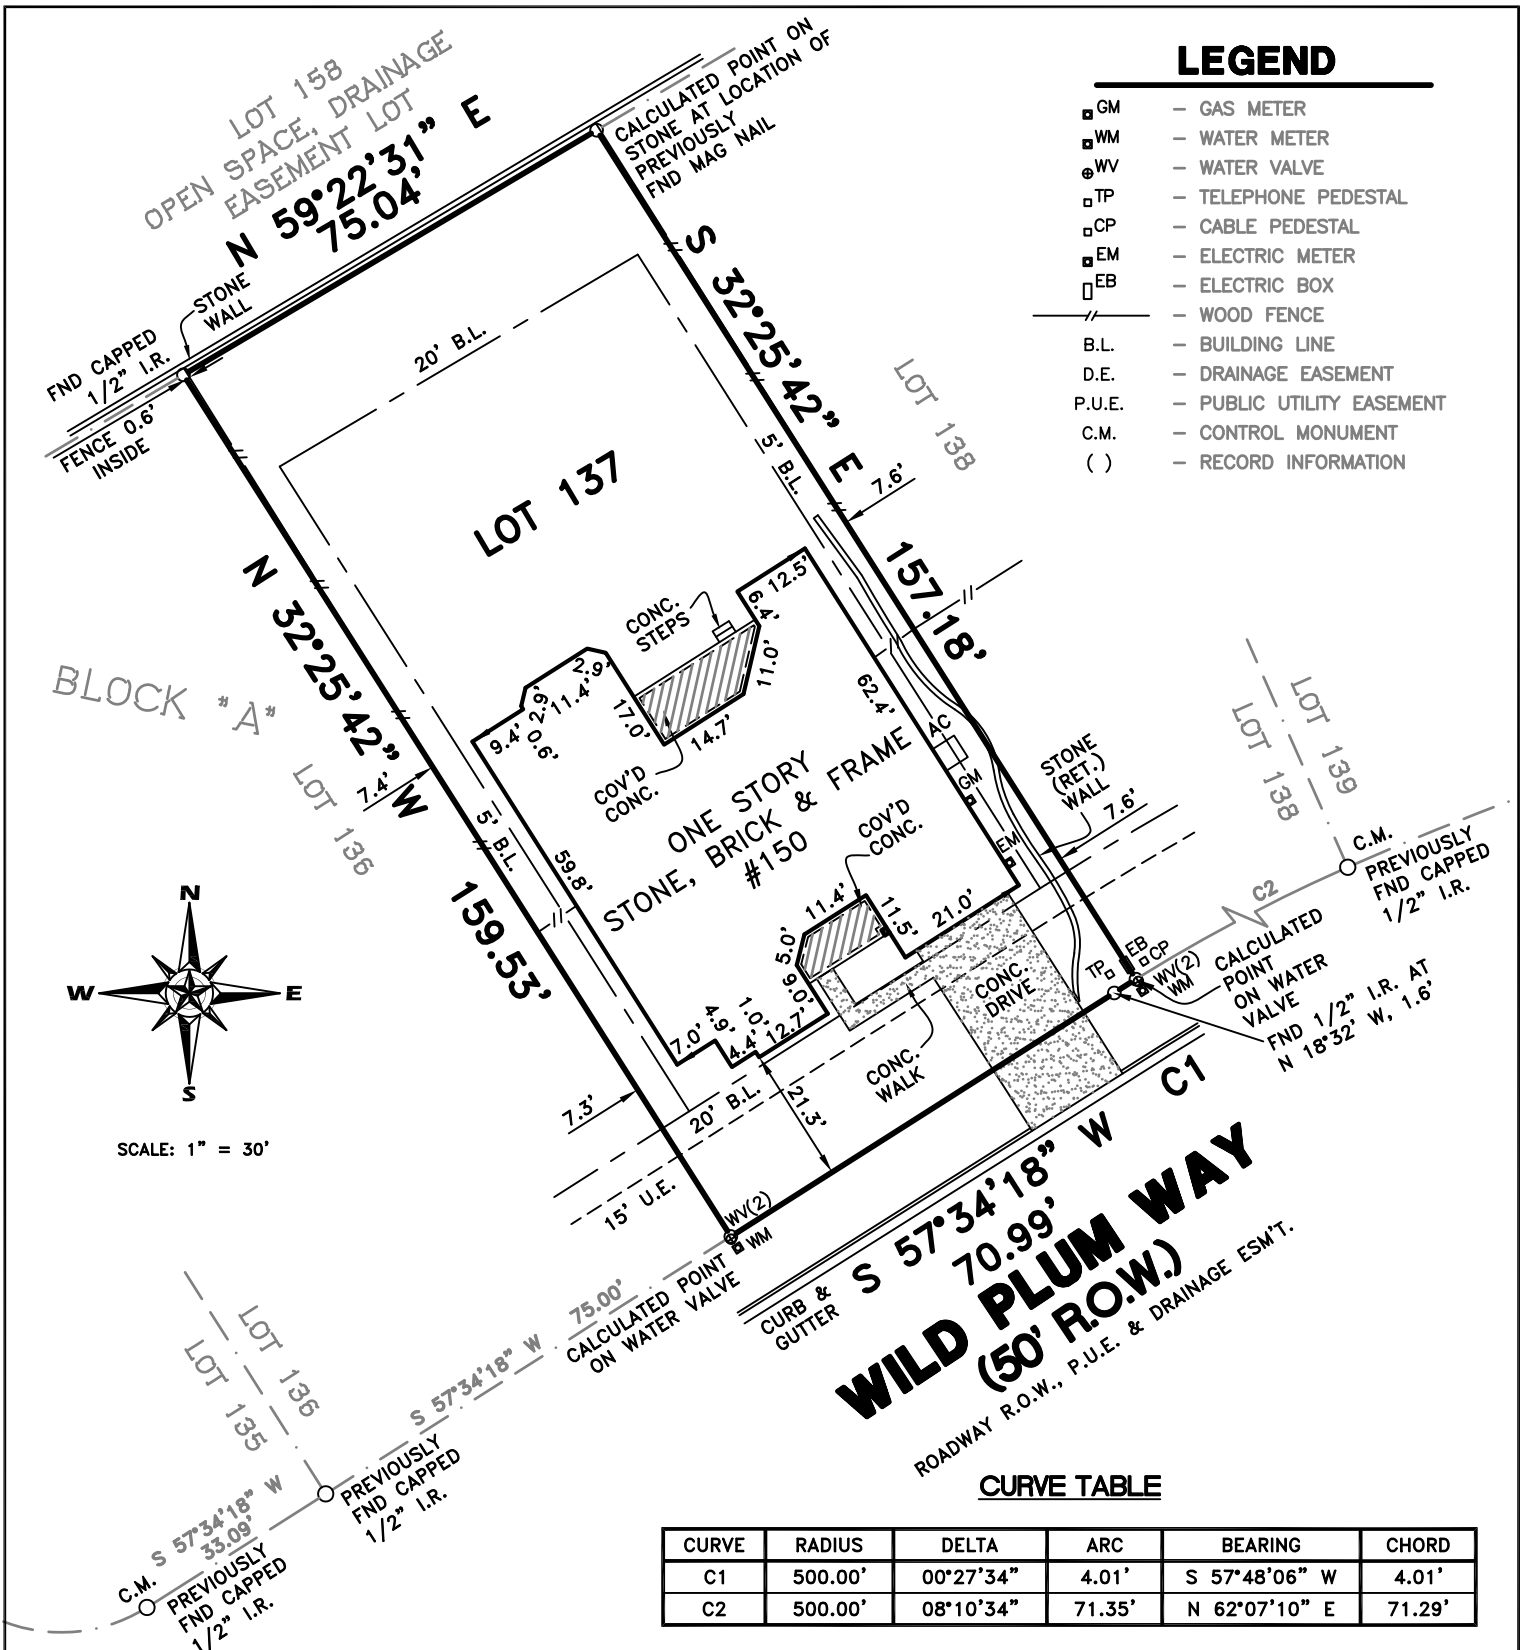 LOT 158
OPEN SPACE, DRAINAGE
EASEMENT LOT
N 59°22'31" E
75.04'
CALCULATED POINT ON
STONE AT LOCATION OF
PREVIOUSLY
FND MAG NAIL
STONE
WALL
FND CAPPED
1/2" I.R.
FENCE 0.6'
INSIDE
LEGEND
GM – GAS METER
WM – WATER METER
WV – WATER VALVE
TP – TELEPHONE PEDESTAL
CP – CABLE PEDESTAL
EM – ELECTRIC METER
EB – ELECTRIC BOX
– WOOD FENCE
B.L. – BUILDING LINE
D.E. – DRAINAGE EASEMENT
P.U.E. – PUBLIC UTILITY EASEMENT
C.M. – CONTROL MONUMENT
( ) – RECORD INFORMATION
20' B.L.
S 32°25'42" E
157.18'
LOT 138
5' B.L.
7.6'
LOT 137
N 32°25'42" W
159.53'
BLOCK "A"
LOT 136
7.4'
5' B.L.
CONC.
STEPS
12.5'
6.4'
11.0'
14.7'
17.0'
2.9'
11.4'
2.9'
0.6'
9.4'
COV'D
CONC.
62.4'
AC
GM
EM
ONE STORY
STONE, BRICK & FRAME
#150
COV'D
CONC.
59.8'
11.4'
11.5'
21.0'
5.0'
9.0'
12.7'
1.0'
4.4'
4.9'
7.0'
STONE
(RET.)
WALL
7.6'
LOT 139
LOT 138
C.M.
PREVIOUSLY
FND CAPPED
1/2" I.R.
C2
EB
CP
TP
WV(2)
WM
CALCULATED
POINT
ON WATER
VALVE
FND 1/2" I.R. AT
N 18°32' W, 1.6'
CONC.
DRIVE
CONC.
WALK
N
W
E
S
SCALE: 1" = 30'
7.3'
20' B.L.
21.3'
15' U.E.
WV(2)
WM
C1
S 57°34'18" W
70.99'
WILD PLUM WAY
(50' R.O.W.)
ROADWAY R.O.W., P.U.E. & DRAINAGE ESM'T.
CURB &
GUTTER
CALCULATED POINT
ON WATER VALVE
S 57°34'18" W 75.00'
LOT 136
LOT 135
PREVIOUSLY
FND CAPPED
1/2" I.R.
S 57°34'18" W
33.09'
C.M.
PREVIOUSLY
FND CAPPED
1/2" I.R.
CURVE TABLE
CURVE RADIUS DELTA ARC BEARING CHORD
C1 500.00' 00°27'34" 4.01' S 57°48'06" W 4.01'
C2 500.00' 08°10'34" 71.35' N 62°07'10" E 71.29'